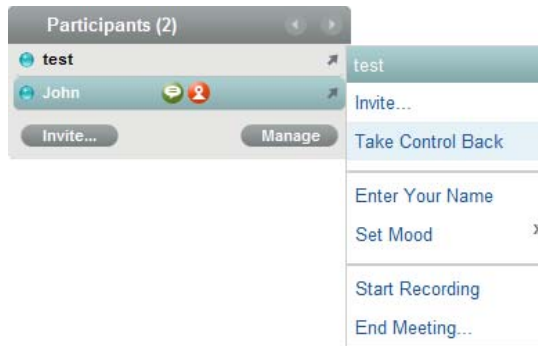 Participants (2)
test
John
Invite...
Manage
test
Invite...
Take Control Back
Enter Your Name
Set Mood
Start Recording
End Meeting...